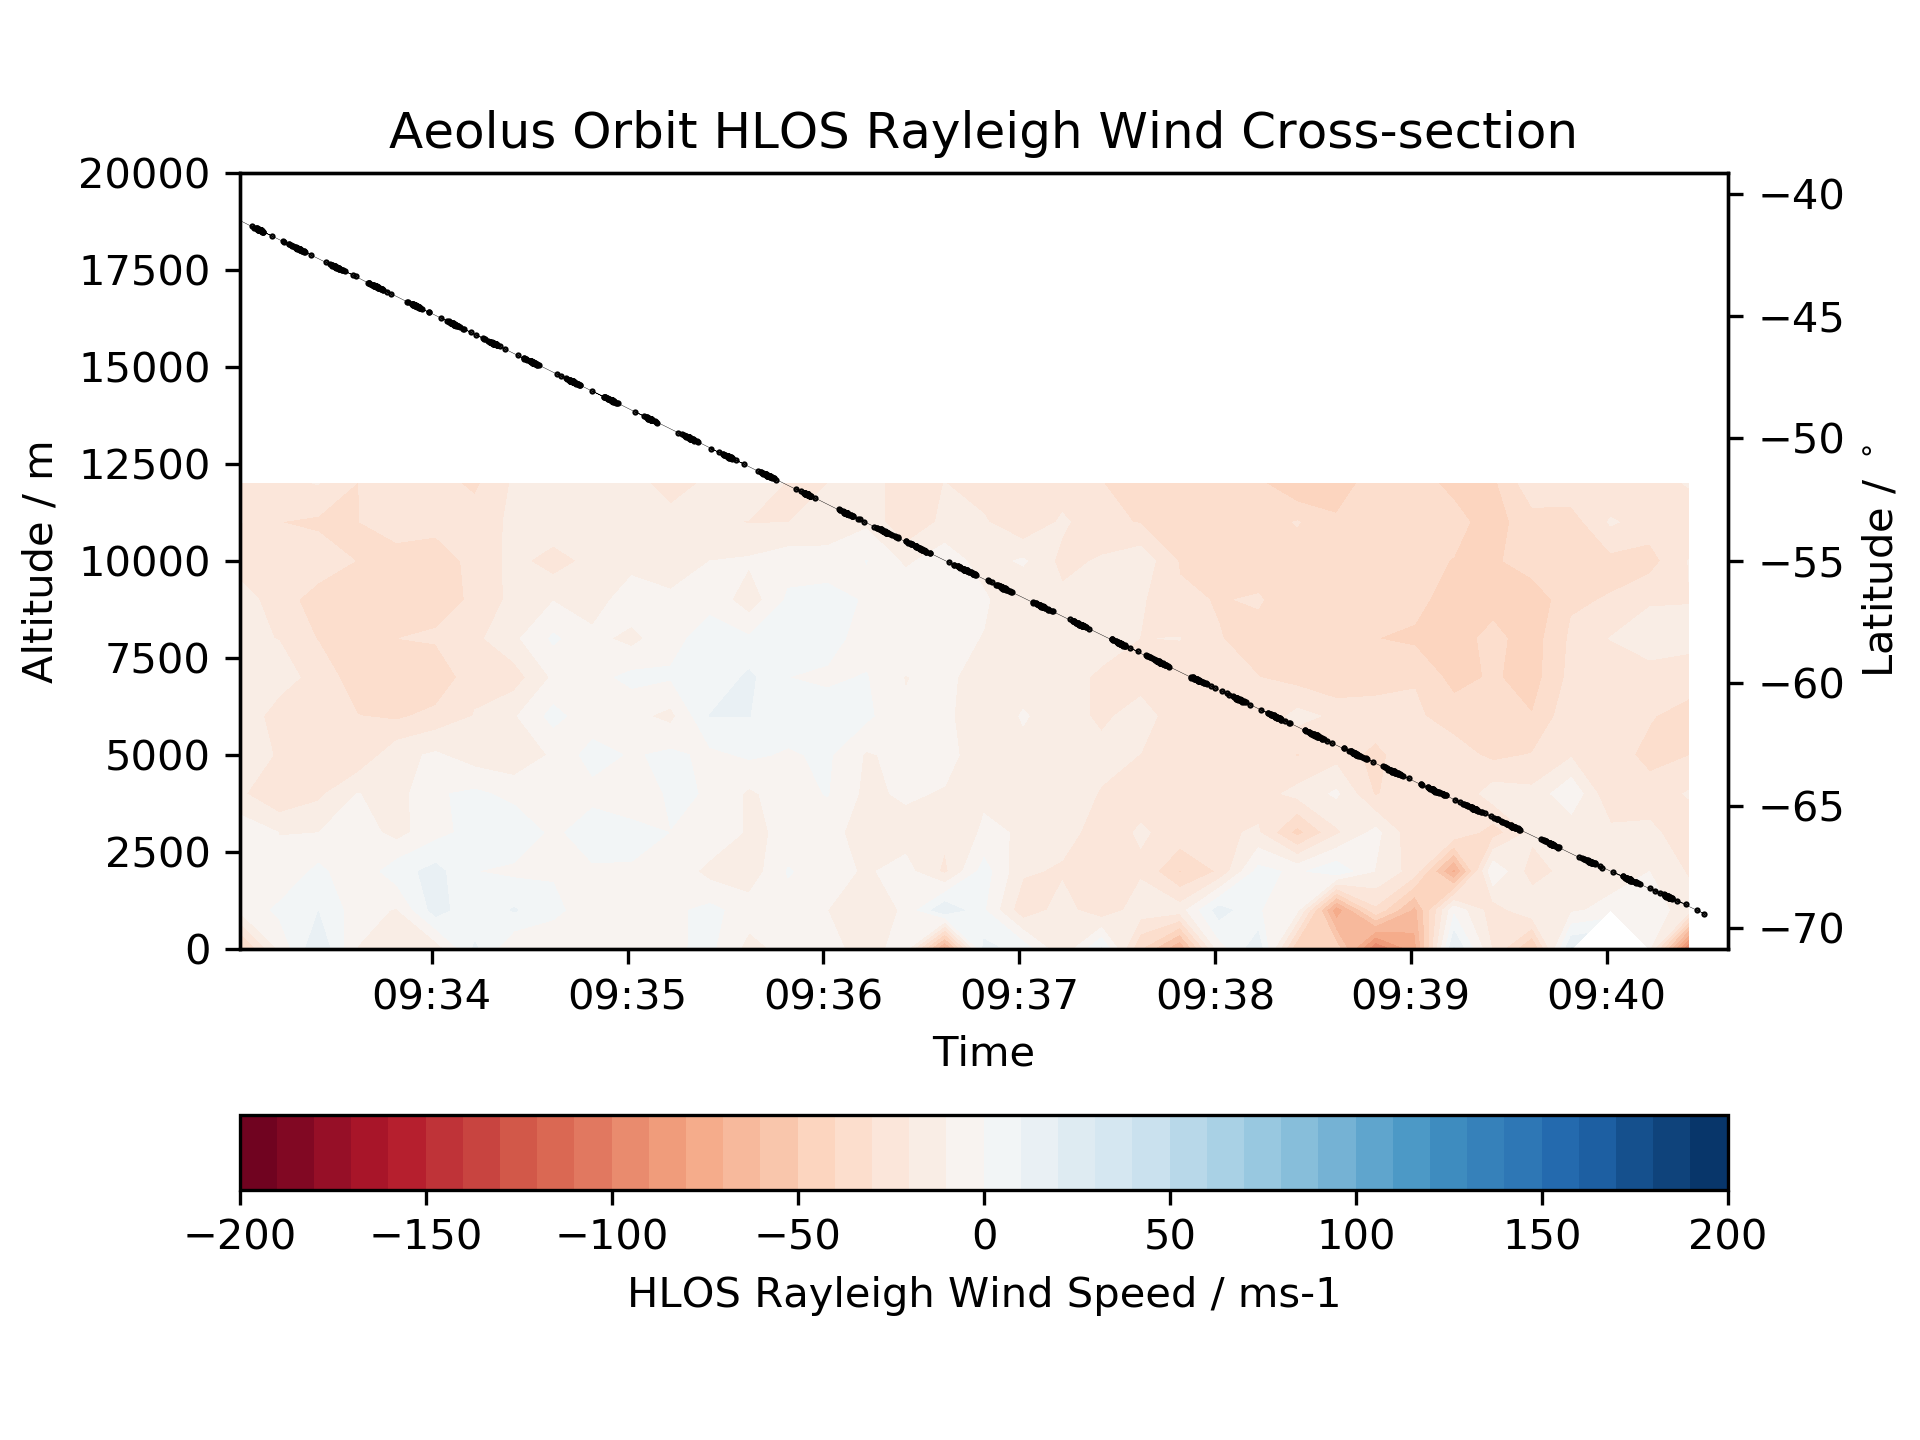 Aeolus Orbit HLOS Rayleigh Wind Cross-section
20000
17500
15000
12500
10000
7500
5000
2500
0
Altitude / m
−40
−45
−50
−55
−60
−65
−70
Latitude / °
09:34 09:35 09:36 09:37 09:38 09:39 09:40
Time
−200 −150 −100 −50 0 50 100 150 200
HLOS Rayleigh Wind Speed / ms-1